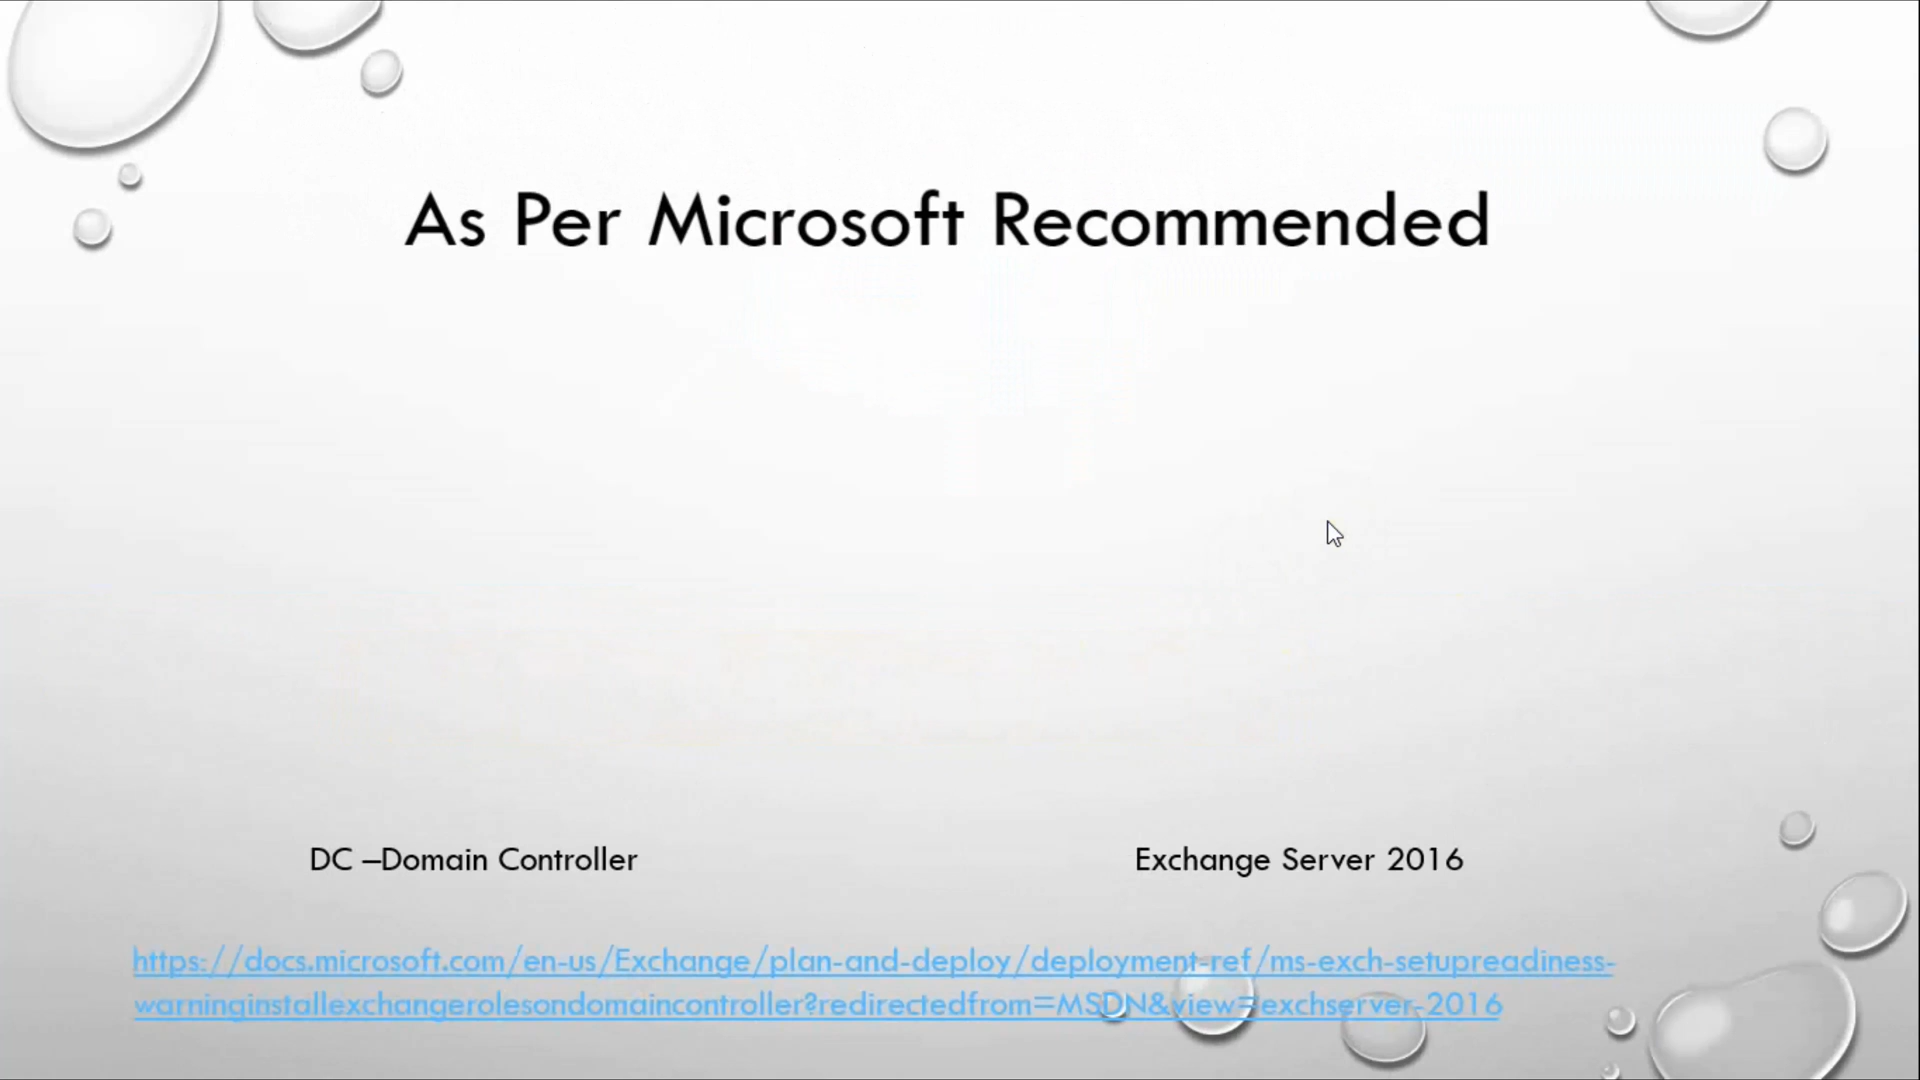 As Per Microsoft Recommended
DC –Domain Controller
Exchange Server 2016
https://docs.microsoft.com/en-us/Exchange/plan-and-deploy/deployment-ref/ms-exch-setupreadiness-
warninginstallexchangerolesondomaincontroller?redirectedfrom=MSDN&view=exchserver-2016